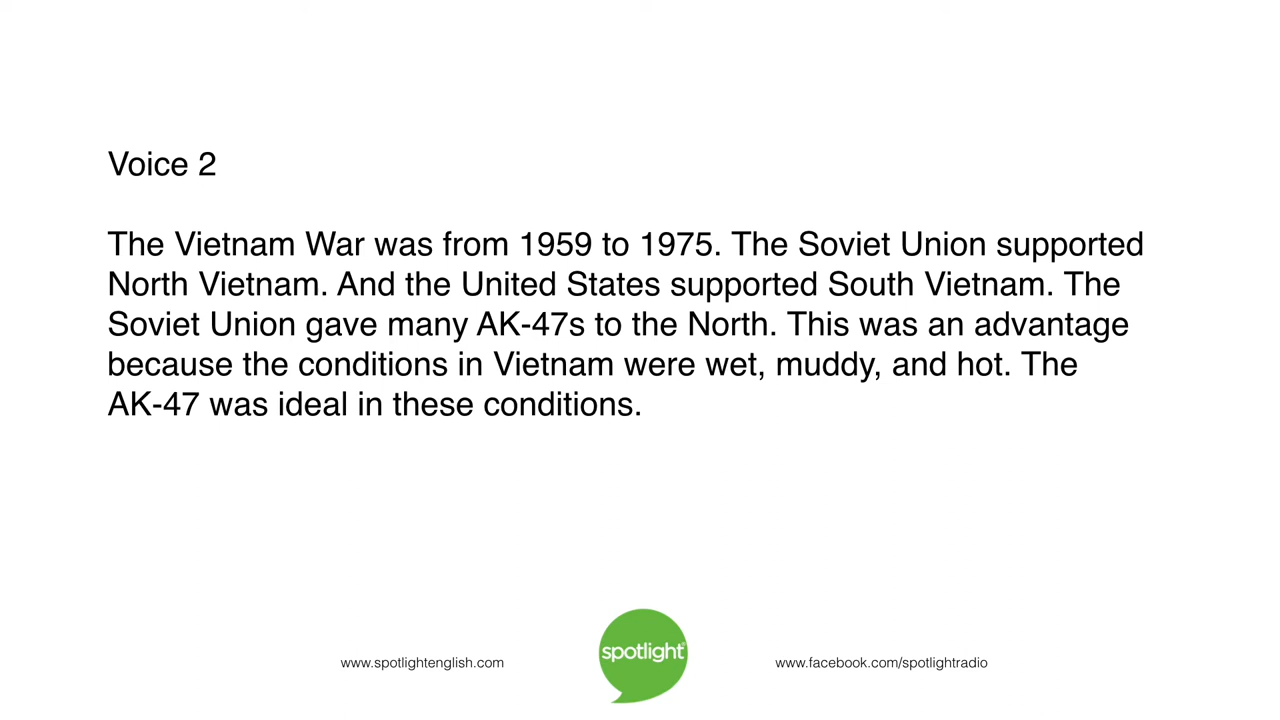 Voice 2
The Vietnam War was from 1959 to 1975. The Soviet Union supported
North Vietnam. And the United States supported South Vietnam. The
Soviet Union gave many AK-47s to the North. This was an advantage
because the conditions in Vietnam were wet, muddy, and hot. The
AK-47 was ideal in these conditions.
www.spotlightenglish.com
spotlight®
www.facebook.com/spotlightradio